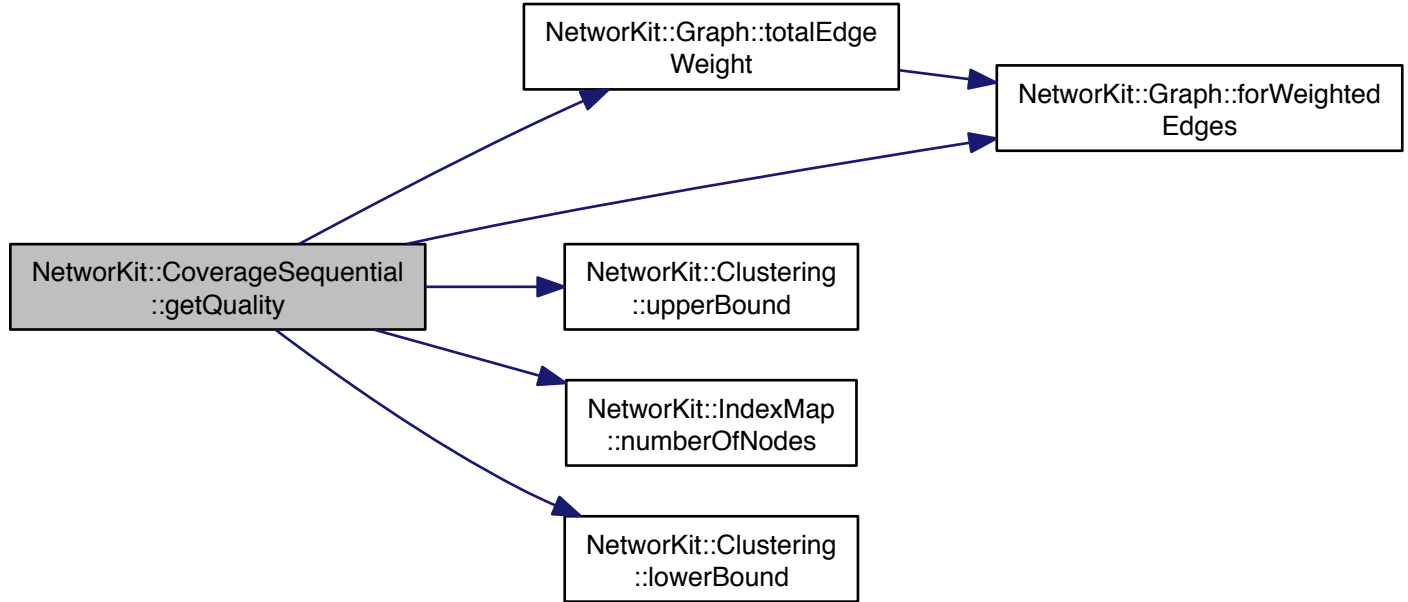 NetworKit::Graph::totalEdge
Weight
NetworKit::Graph::forWeighted
Edges
NetworKit::CoverageSequential
::getQuality
NetworKit::Clustering
::upperBound
NetworKit::IndexMap
::numberOfNodes
NetworKit::Clustering
::lowerBound